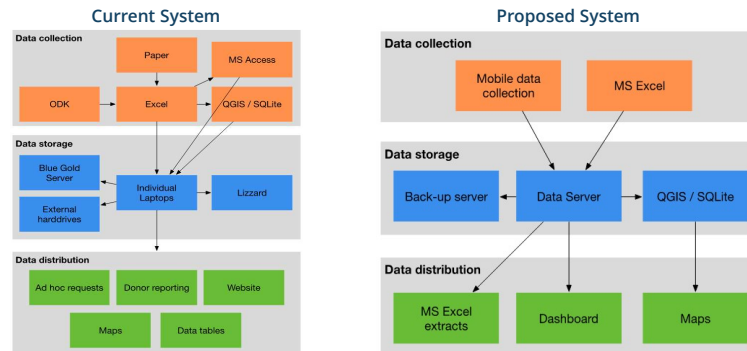 Current System
Data collection
Paper
MS Access
ODK
Excel
QGIS / SQLite
Data storage
Blue Gold
Server
Individual
Laptops
Lizzard
External
harddrives
Data distribution
Ad hoc requests
Donor reporting
Website
Maps
Data tables
Proposed System
Data collection
Mobile data
collection
MS Excel
Data storage
Back-up server
Data Server
QGIS / SQLite
Data distribution
MS Excel
extracts
Dashboard
Maps